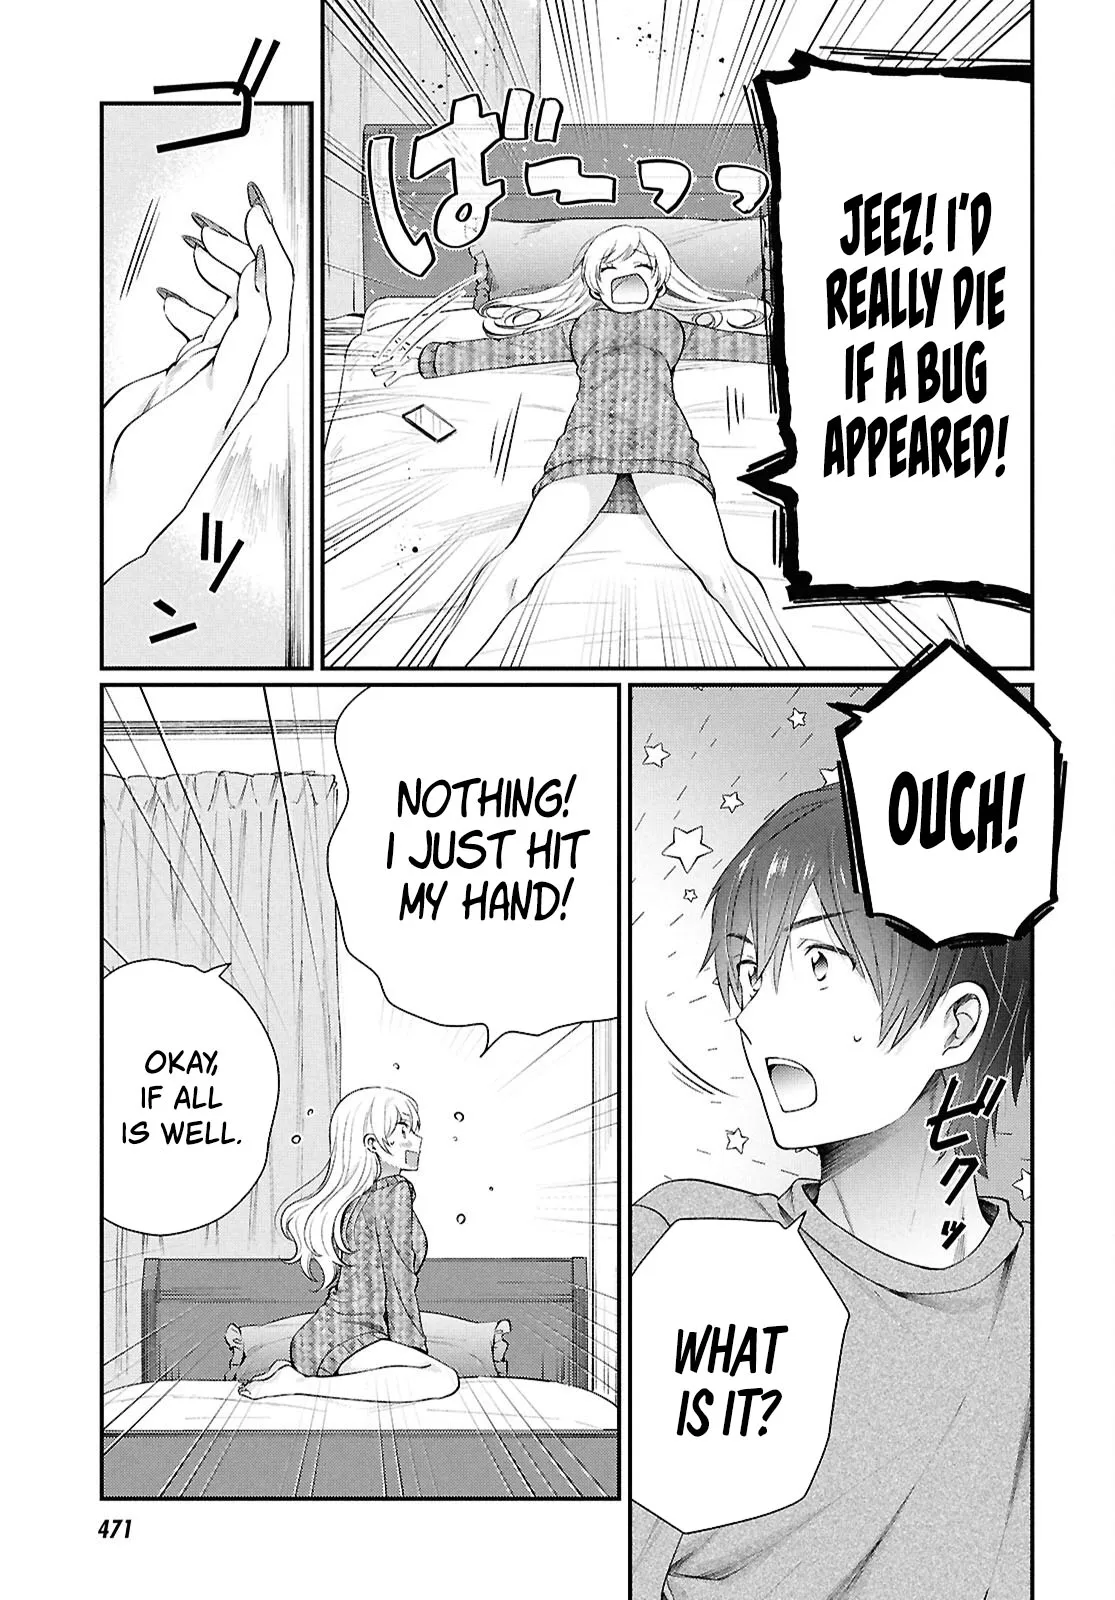 ばーっっっ
JEEZ! I'D
REALLY DIE
IF A BUG
APPEARED!
ゴン
OUCH!
ビクッ
WHAT
IS IT?
NOTHING!
I JUST HIT
MY HAND!
OKAY,
IF ALL
IS WELL.
471